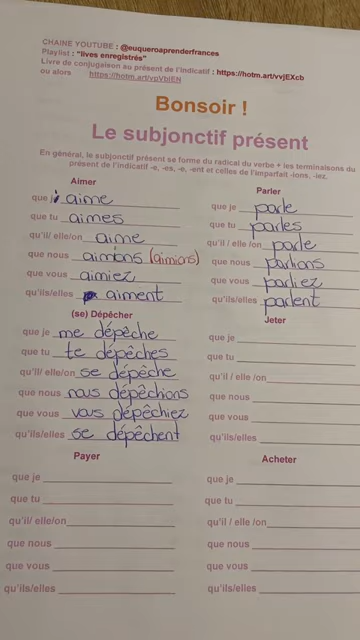 CHAINE YOUTUBE : @euqueroaprenderfrances
Playlist : "lives enregistrés"
Livre de conjugaison au présent de l'indicatif : https://hotm.art/vvjEXcb
ou alors https://hotm.art/vpVbIEN
Bonsoir !
Le subjonctif présent
En général, le subjonctif présent se forme du radical du verbe + les terminaisons du
présent de l'indicatif -e, -es, -e, -ent et celles de l'imparfait -ions, -iez.
Aimer
que j' aime
que tu aimes
qu'il/ elle/on aime
que nous aimions (aimions)
que vous aimiez
qu'ils/elles aiment
Parler
que je parle
que tu parles
qu'il / elle /on parle
que nous parlions
que vous parliez
qu'ils/elles parlent
(se) Dépêcher
que je me dépêche
que tu te dépêches
qu'il/ elle/on se dépêche
que nous nous dépêchions
que vous vous dépêchiez
qu'ils/elles se dépêchent
Jeter
que je
que tu
qu'il / elle /on
que nous
que vous
qu'ils/elles
Payer
que je
que tu
qu'il/ elle/on
que nous
que vous
qu'ils/elles
Acheter
que je
que tu
qu'il / elle /on
que nous
que vous
qu'ils/elles